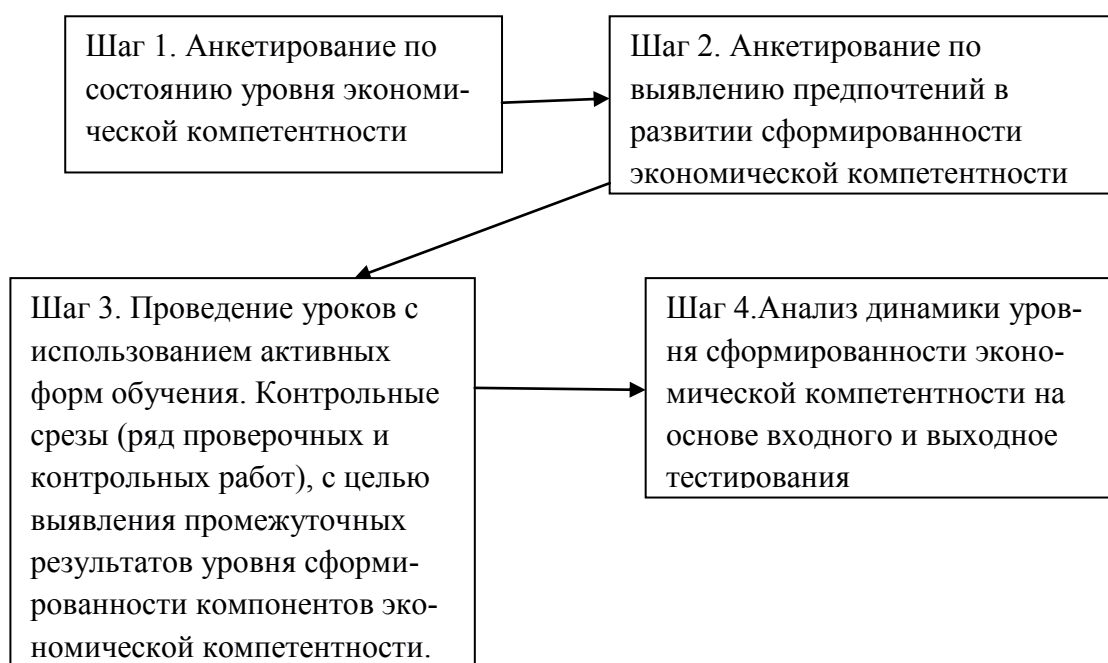 Шаг 1. Анкетирование по
состоянию уровня экономи-
ческой компетентности
Шаг 2. Анкетирование по
выявлению предпочтений в
развитии сформированности
экономической компетентности
Шаг 3. Проведение уроков с
использованием активных
форм обучения. Контрольные
срезы (ряд проверочных и
контрольных работ), с целью
выявления промежуточных
результатов уровня сформи-
рованности компонентов эко-
номической компетентности.
Шаг 4.Анализ динамики уров-
ня сформированности эконо-
мической компетентности на
основе входного и выходное
тестирования